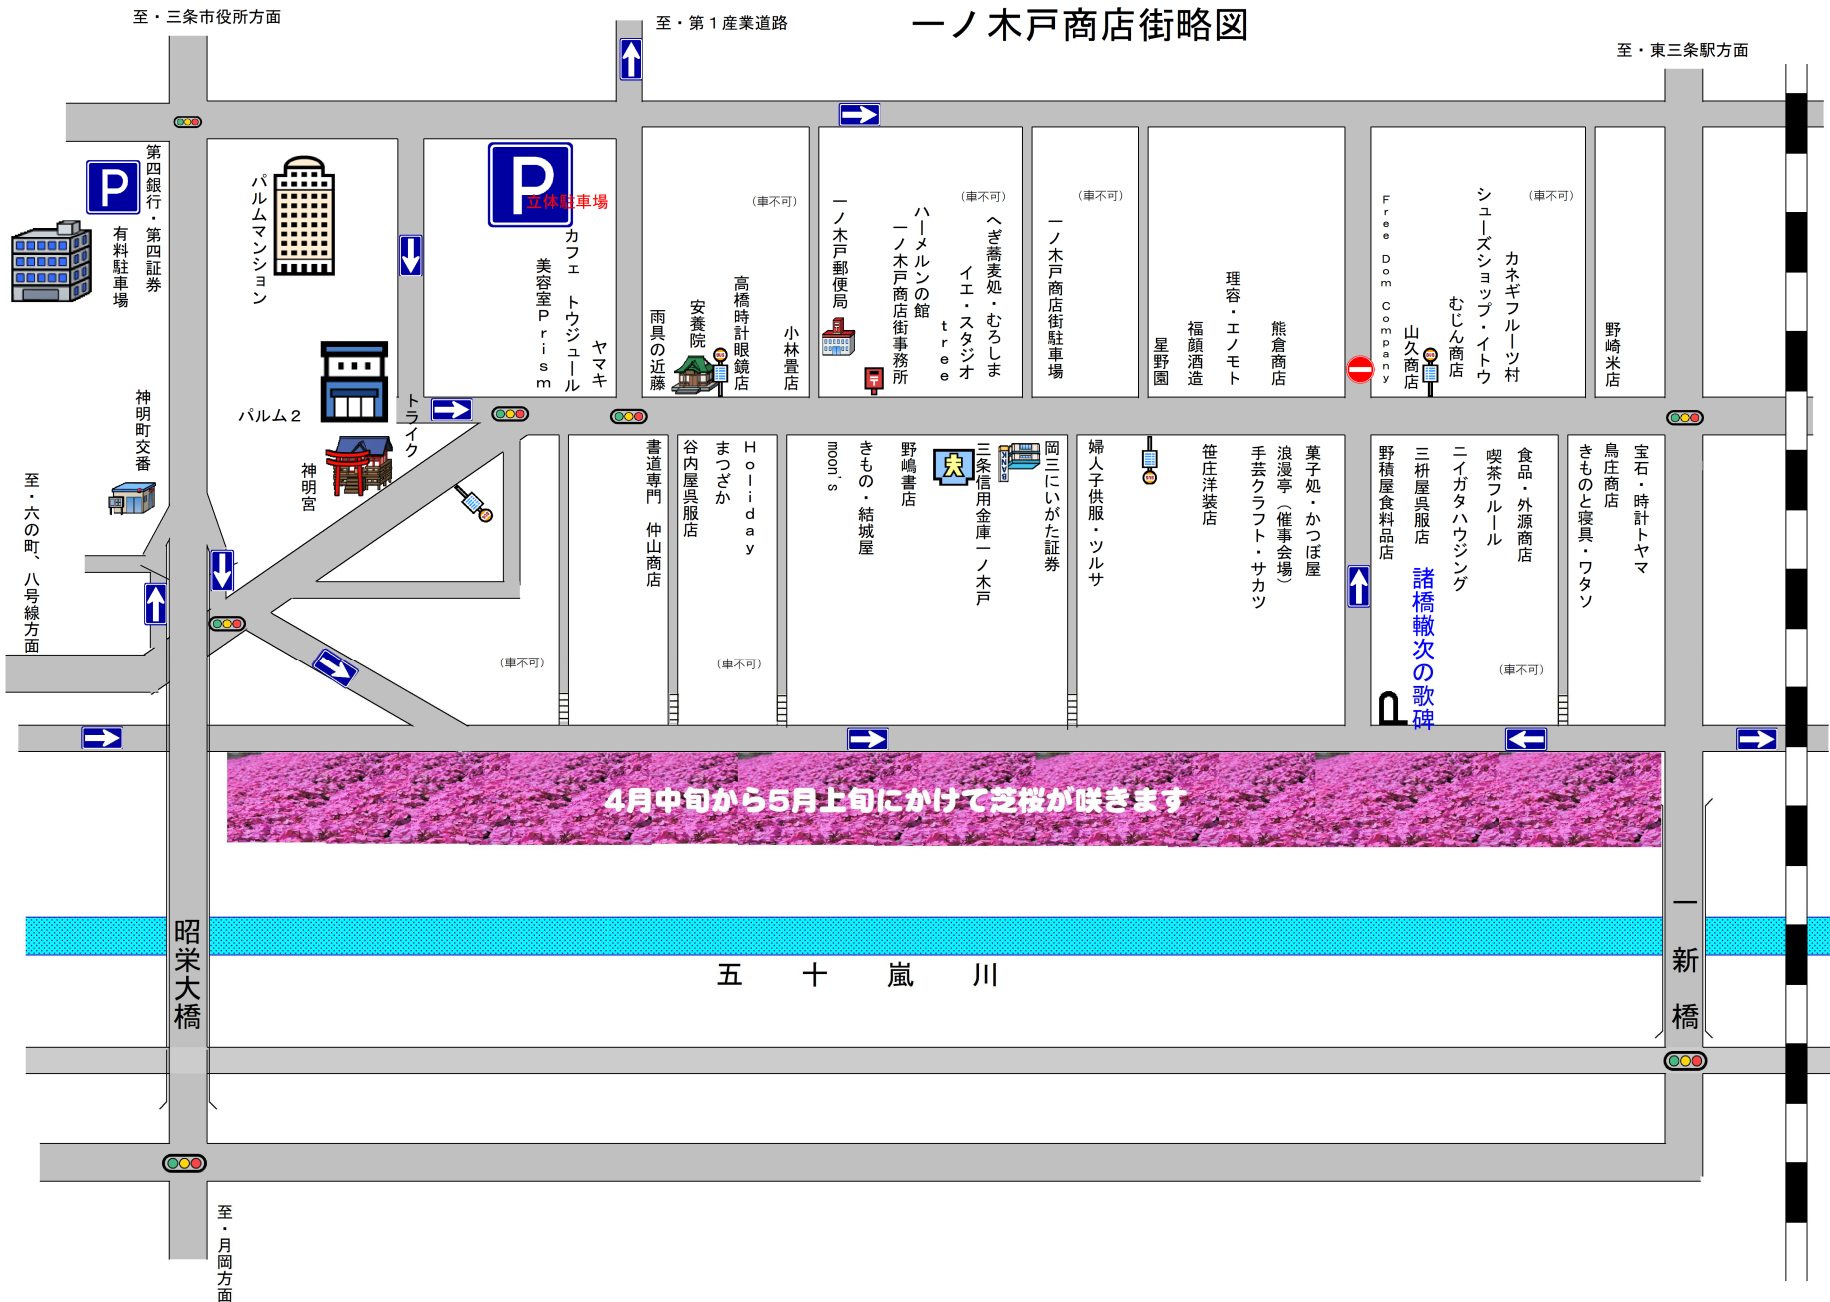 一ノ木戸商店街略図
至・三条市役所方面
至・第１産業道路
至・東三条駅方面
第四銀行・第四証券
P
有料駐車場
パルムマンション
P
立体駐車場
カフェ トウジュール
美容室Ｐｒｉｓｍ
ヤマキ
雨具の近藤
安養院
高橋時計眼鏡店
（車不可）
小林畳店
一ノ木戸郵便局
ハーメルンの館
一ノ木戸商店街事務所
ｔｒｅｅ
イエ・スタジオ
（車不可）
へぎ蕎麦処・むろしま
一ノ木戸商店街駐車場
（車不可）
星野園
福顔酒造
理容・エノモト
熊倉商店
Ｆｒｅｅ Ｄｏｍ Ｃｏｍｐａｎｙ
山久商店
むじん商店
シューズショップ・イトウ
カネギフルーツ村
（車不可）
野崎米店
神明町交番
パルム２
トライク
神明宮
至・六の町、八号線方面
書道専門 仲山商店
谷内屋呉服店
まつざか
Ｈｏｌｉｄａｙ
moon's
きもの・結城屋
野嶋書店
三条信用金庫一ノ木戸
BANK
岡三にいがた証券
婦人子供服・ツルサ
笹庄洋装店
手芸クラフト・サカツ
浪漫亭（催事会場）
菓子処・かつぼ屋
野積屋食料品店
三枡屋呉服店
諸橋轍次の歌碑
ニイガタハウジング
喫茶フルール
食品・外源商店
きものと寝具・ワタソ
鳥庄商店
宝石・時計トヤマ
（車不可）
（車不可）
（車不可）
4月中旬から5月上旬にかけて芝桜が咲きます
昭栄大橋
五十嵐川
一新橋
至・月岡方面